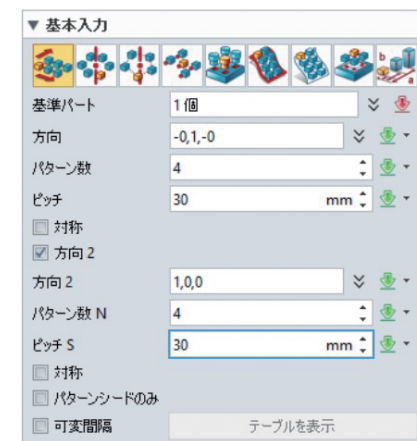 ▼ 基本入力
b
a
基準パート 1 個
方向 -0,1,-0
パターン数 4
ピッチ 30 mm
対称
方向 2
方向 2 1,0,0
パターン数 N 4
ピッチ S 30 mm
対称
パターンシードのみ
可変間隔 テーブルを表示